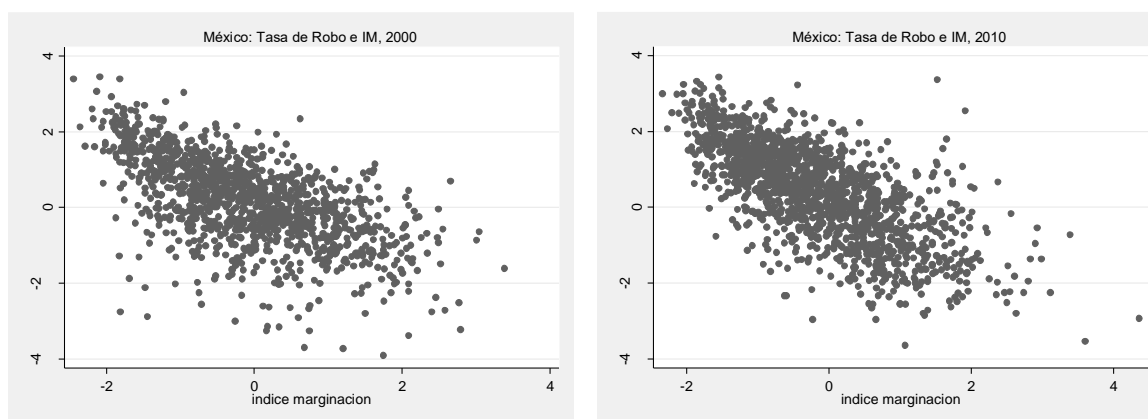 México: Tasa de Robo e IM, 2000
4
2
0
-2
-4
-2 0 2 4
indice marginacion
México: Tasa de Robo e IM, 2010
4
2
0
-2
-4
-2 0 2 4
indice marginacion